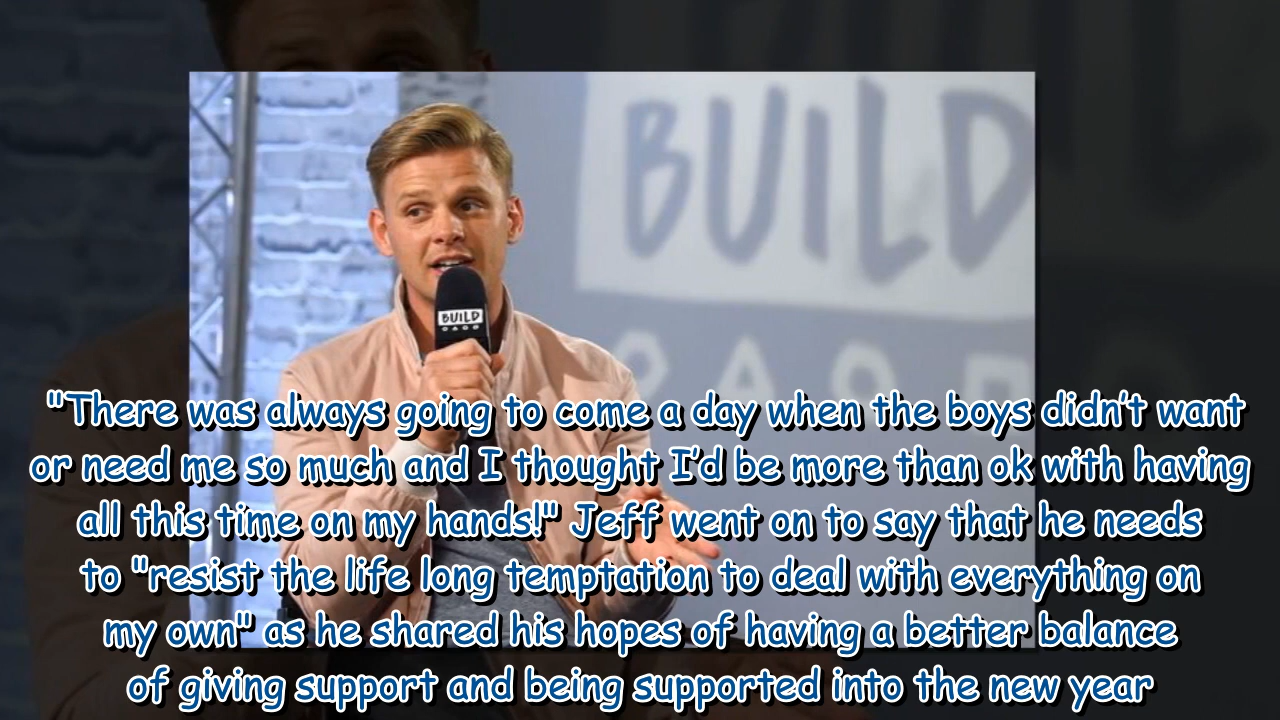 BUILD
BUILD
"There was always going to come a day when the boys didn't want
or need me so much and I thought I'd be more than ok with having
all this time on my hands!" Jeff went on to say that he needs
to "resist the life long temptation to deal with everything on
my own" as he shared his hopes of having a better balance
of giving support and being supported into the new year